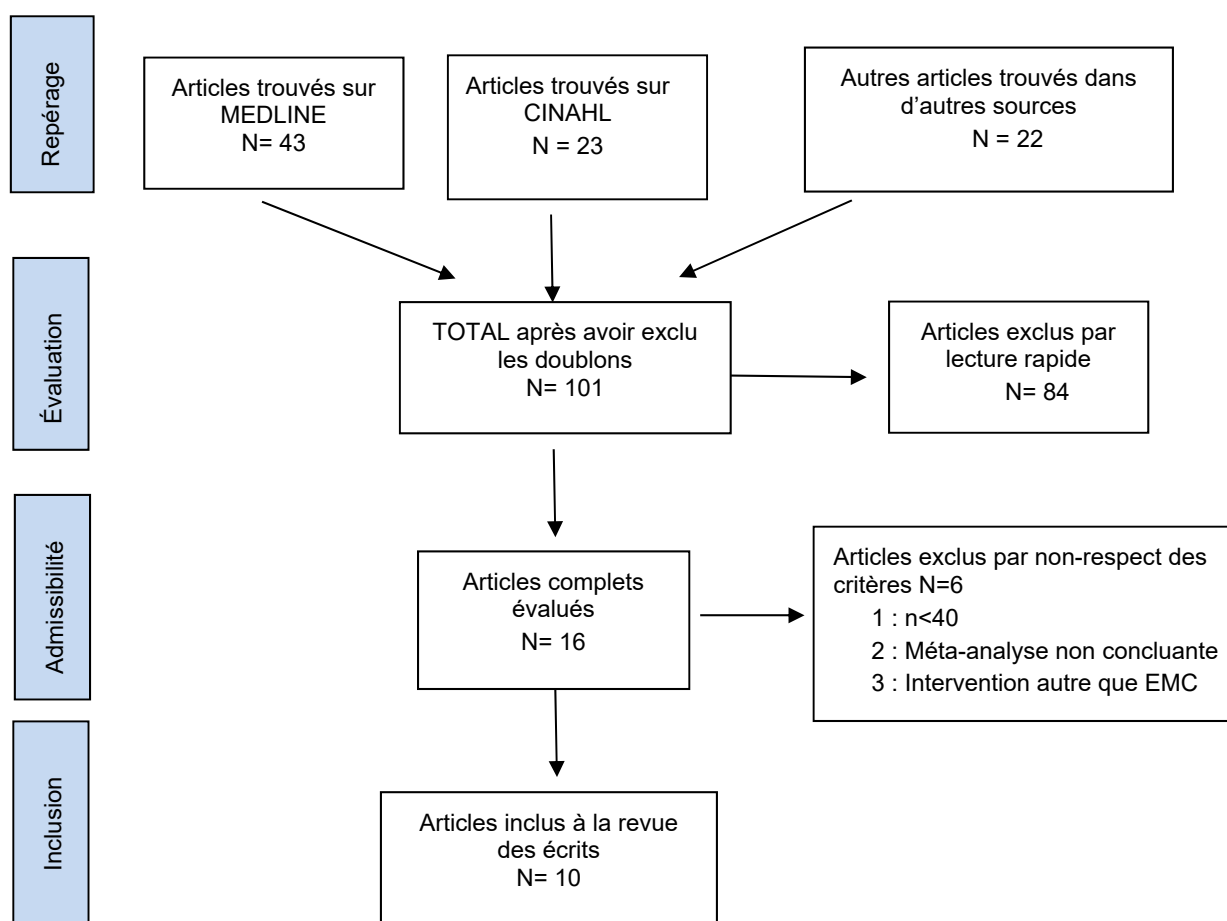 Repérage
Articles trouvés sur
MEDLINE
N= 43
Articles trouvés sur
CINAHL
N = 23
Autres articles trouvés dans
d’autres sources
N = 22
Évaluation
TOTAL après avoir exclu
les doublons
N= 101
Articles exclus par
lecture rapide
N= 84
Admissibilité
Articles complets
évalués
N= 16
Articles exclus par non-respect des
critères N=6
1 : n<40
2 : Méta-analyse non concluante
3 : Intervention autre que EMC
Inclusion
Articles inclus à la revue
des écrits
N= 10